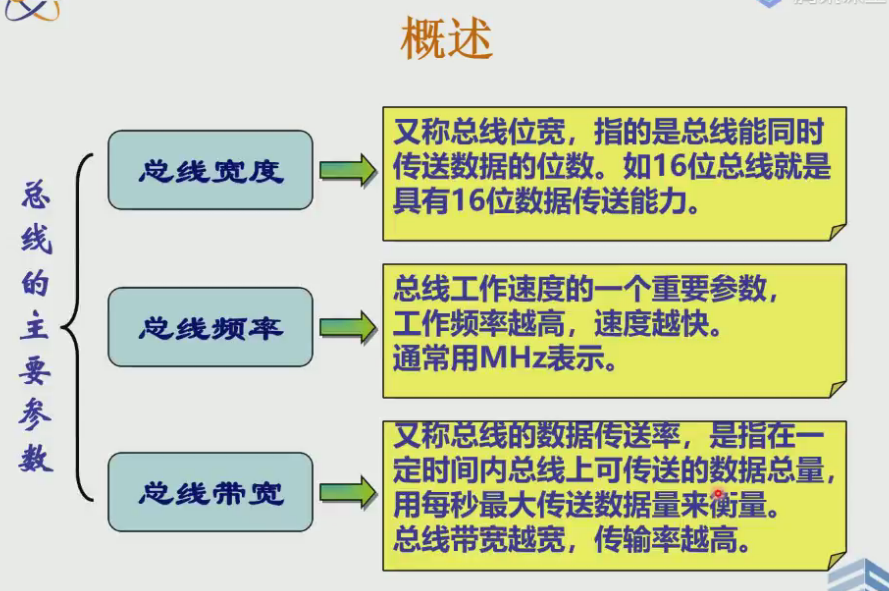 概述
总线的主要参数
总线宽度
又称总线位宽，指的是总线能同时
传送数据的位数。如16位总线就是
具有16位数据传送能力。
总线频率
总线工作速度的一个重要参数，
工作频率越高，速度越快。
通常用MHz表示。
总线带宽
又称总线的数据传送率，是指在一
定时间内总线上可传送的数据总量，
用每秒最大传送数据量来衡量。
总线带宽越宽，传输率越高。